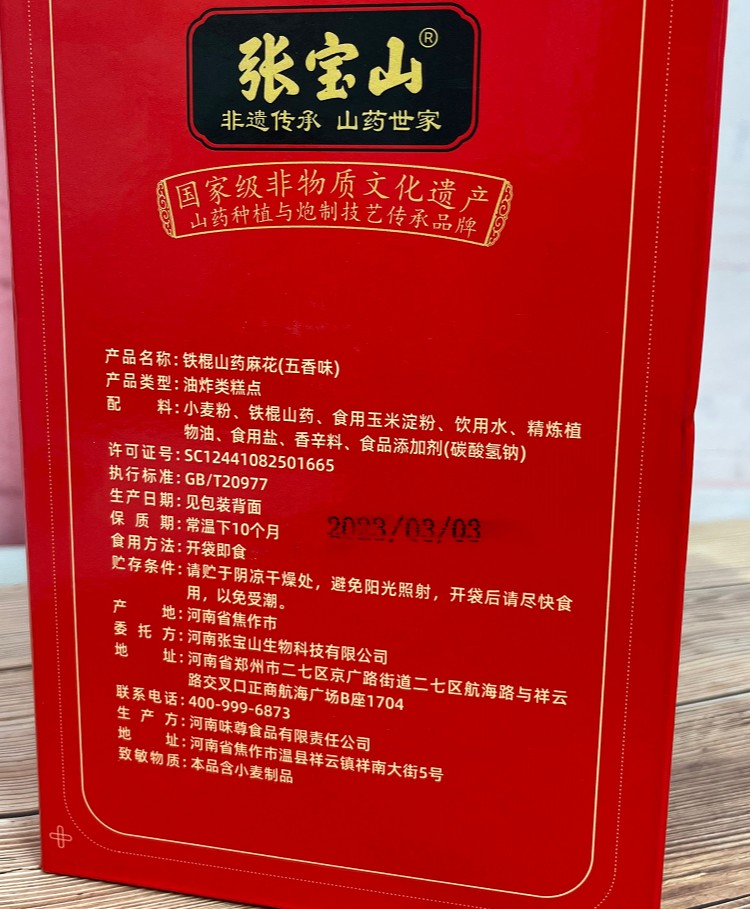 张宝山®
非遗传承 山药世家
国家级非物质文化遗产
山药种植与炮制技艺传承品牌
产品名称:铁棍山药麻花(五香味)
产品类型:油炸类糕点
配 料:小麦粉、铁棍山药、食用玉米淀粉、饮用水、精炼植
物油、食用盐、香辛料、食品添加剂(碳酸氢钠)
许可证号:SC12441082501665
执行标准:GB/T20977
生产日期:见包装背面
保 质 期:常温下10个月
2023/03/03
食用方法:开袋即食
贮存条件:请贮于阴凉干燥处，避免阳光照射，开袋后请尽快食
用，以免受潮。
产 地:河南省焦作市
委 托 方:河南张宝山生物科技有限公司
地 址:河南省郑州市二七区京广路街道二七区航海路与祥云
路交叉口正商航海广场B座1704
联系电话:400-999-6873
生 产 方:河南味尊食品有限责任公司
地 址:河南省焦作市温县祥云镇祥南大街5号
致敏物质:本品含小麦制品